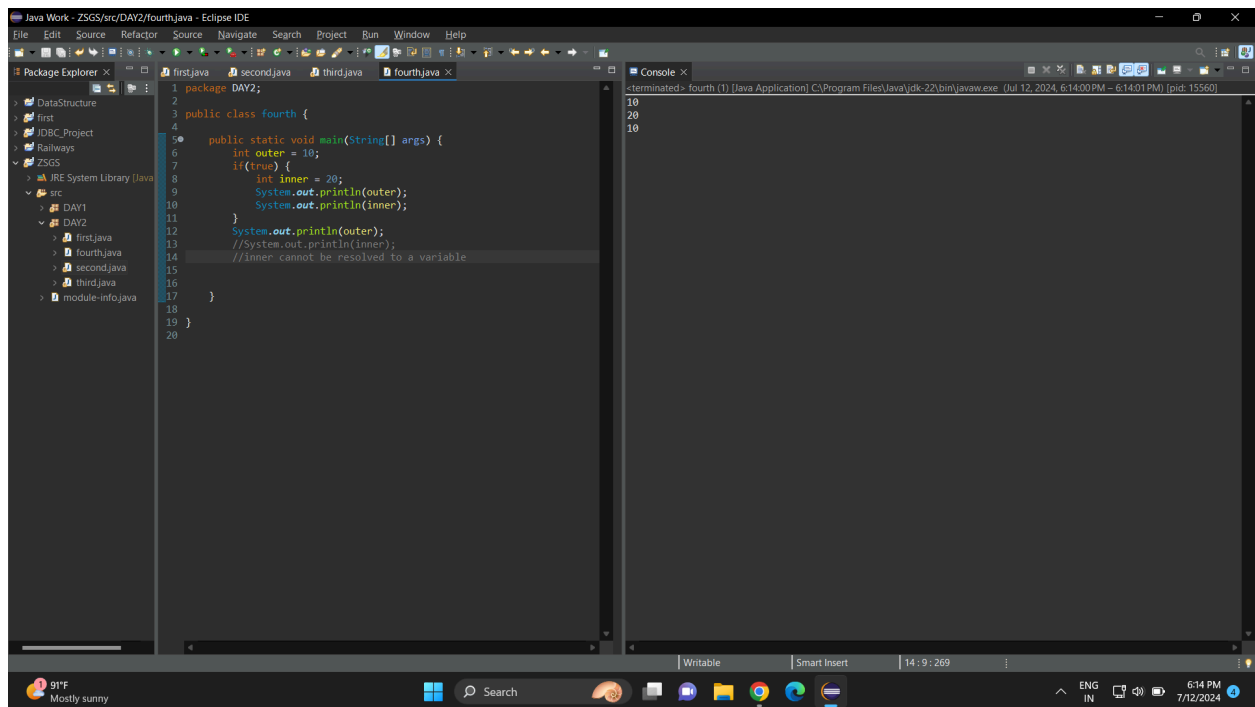 Java Work - ZSGS/src/DAY2/fourth.java - Eclipse IDE
File Edit Source Refactor Source Navigate Search Project Run Window Help
Package Explorer
DataStructure
first
JDBC_Project
Railways
ZSGS
JRE System Library [Java
src
DAY1
DAY2
first.java
fourth.java
second.java
third.java
module-info.java
first.java second.java third.java fourth.java
1 package DAY2;
2
3 public class fourth {
4
5 public static void main(String[] args) {
6 int outer = 10;
7 if(true) {
8 int inner = 20;
9 System.out.println(outer);
10 System.out.println(inner);
11 }
12 System.out.println(outer);
13 //System.out.println(inner);
14 //inner cannot be resolved to a variable
15
16
17 }
18
19 }
20
Console
<terminated> fourth (1) [Java Application] C:\Program Files\Java\jdk-22\bin\javaw.exe (Jul 12, 2024, 6:14:00 PM – 6:14:01 PM) [pid: 15560]
10
20
10
Writable Smart Insert 14 : 9 : 269
1
91°F
Mostly sunny
Search
ENG
IN
6:14 PM
7/12/2024
4